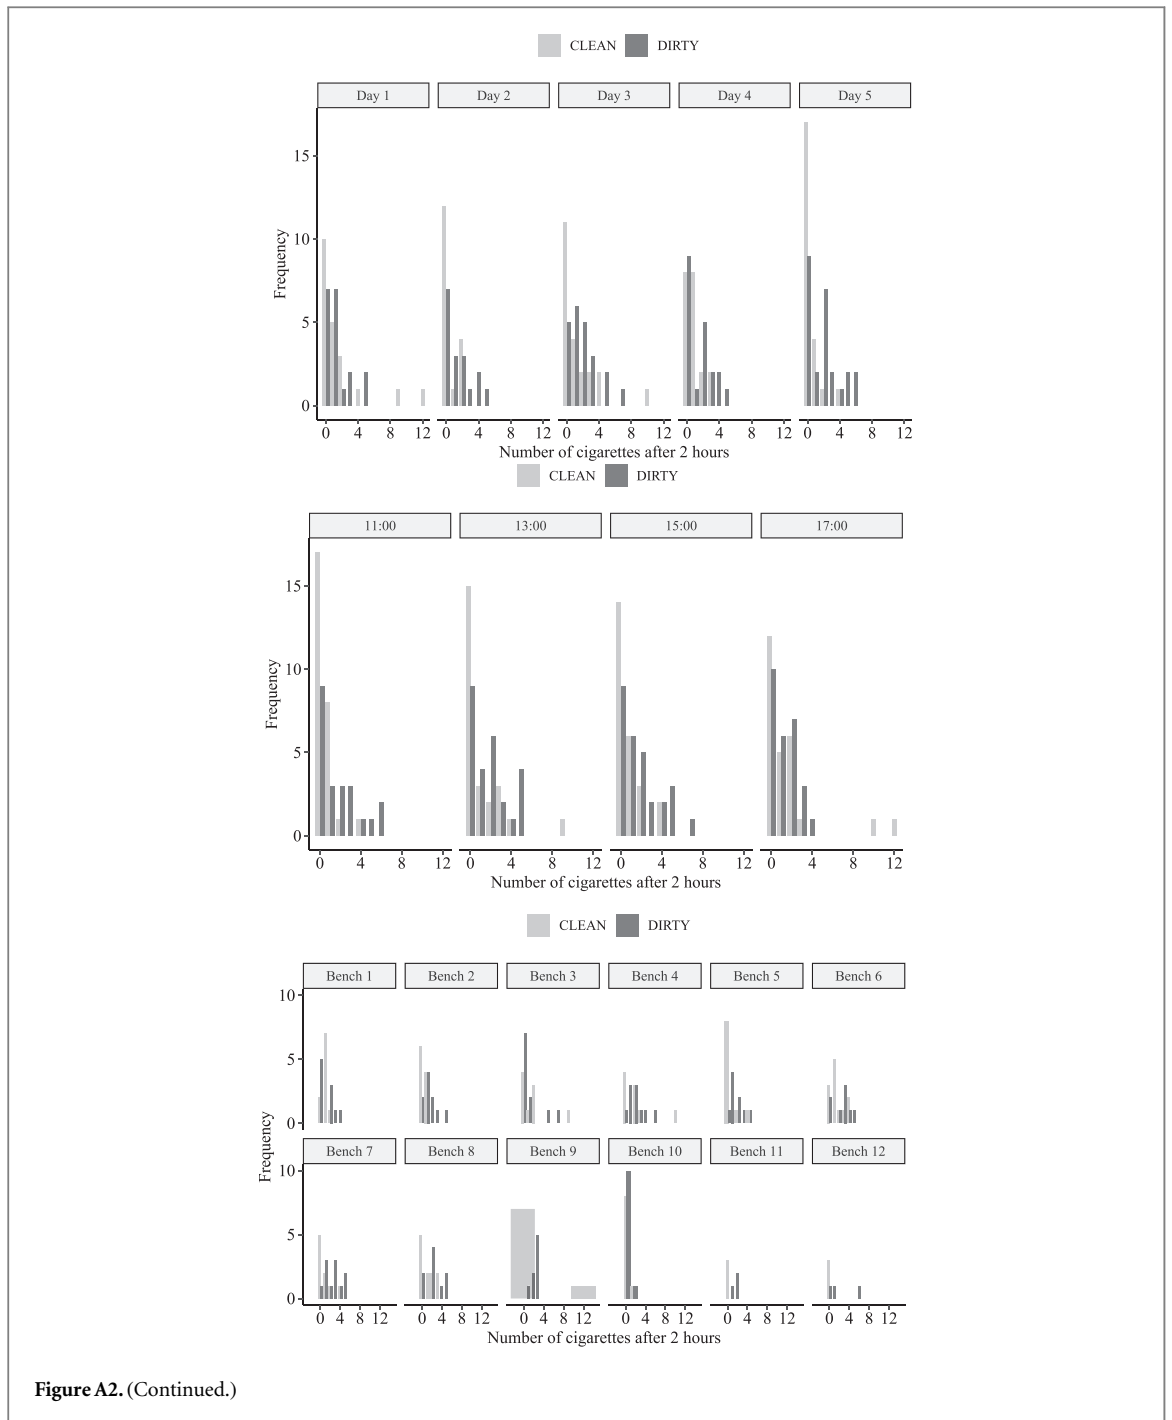 CLEAN DIRTY
Day 1 Day 2 Day 3 Day 4 Day 5
15
10
5
0
Frequency
0 4 8 12 0 4 8 12 0 4 8 12 0 4 8 12 0 4 8 12
Number of cigarettes after 2 hours
CLEAN DIRTY
11:00 13:00 15:00 17:00
15
10
5
0
Frequency
0 4 8 12 0 4 8 12 0 4 8 12 0 4 8 12
Number of cigarettes after 2 hours
CLEAN DIRTY
Bench 1 Bench 2 Bench 3 Bench 4 Bench 5 Bench 6
10
5
0
Frequency
Bench 7 Bench 8 Bench 9 Bench 10 Bench 11 Bench 12
10
5
0
0 4 8 12 0 4 8 12 0 4 8 12 0 4 8 12 0 4 8 12 0 4 8 12
Number of cigarettes after 2 hours
Figure A2. (Continued.)